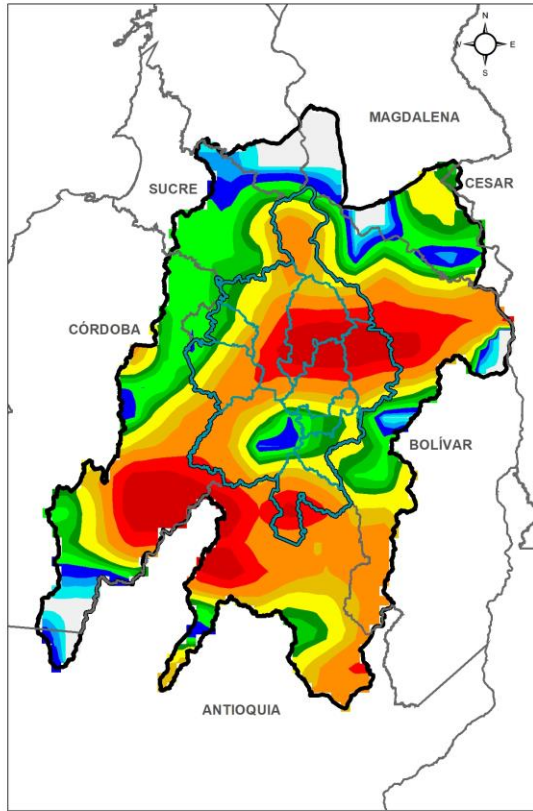 N
W E
S
MAGDALENA
SUCRE
CESAR
CÓRDOBA
BOLÍVAR
ANTIOQUIA